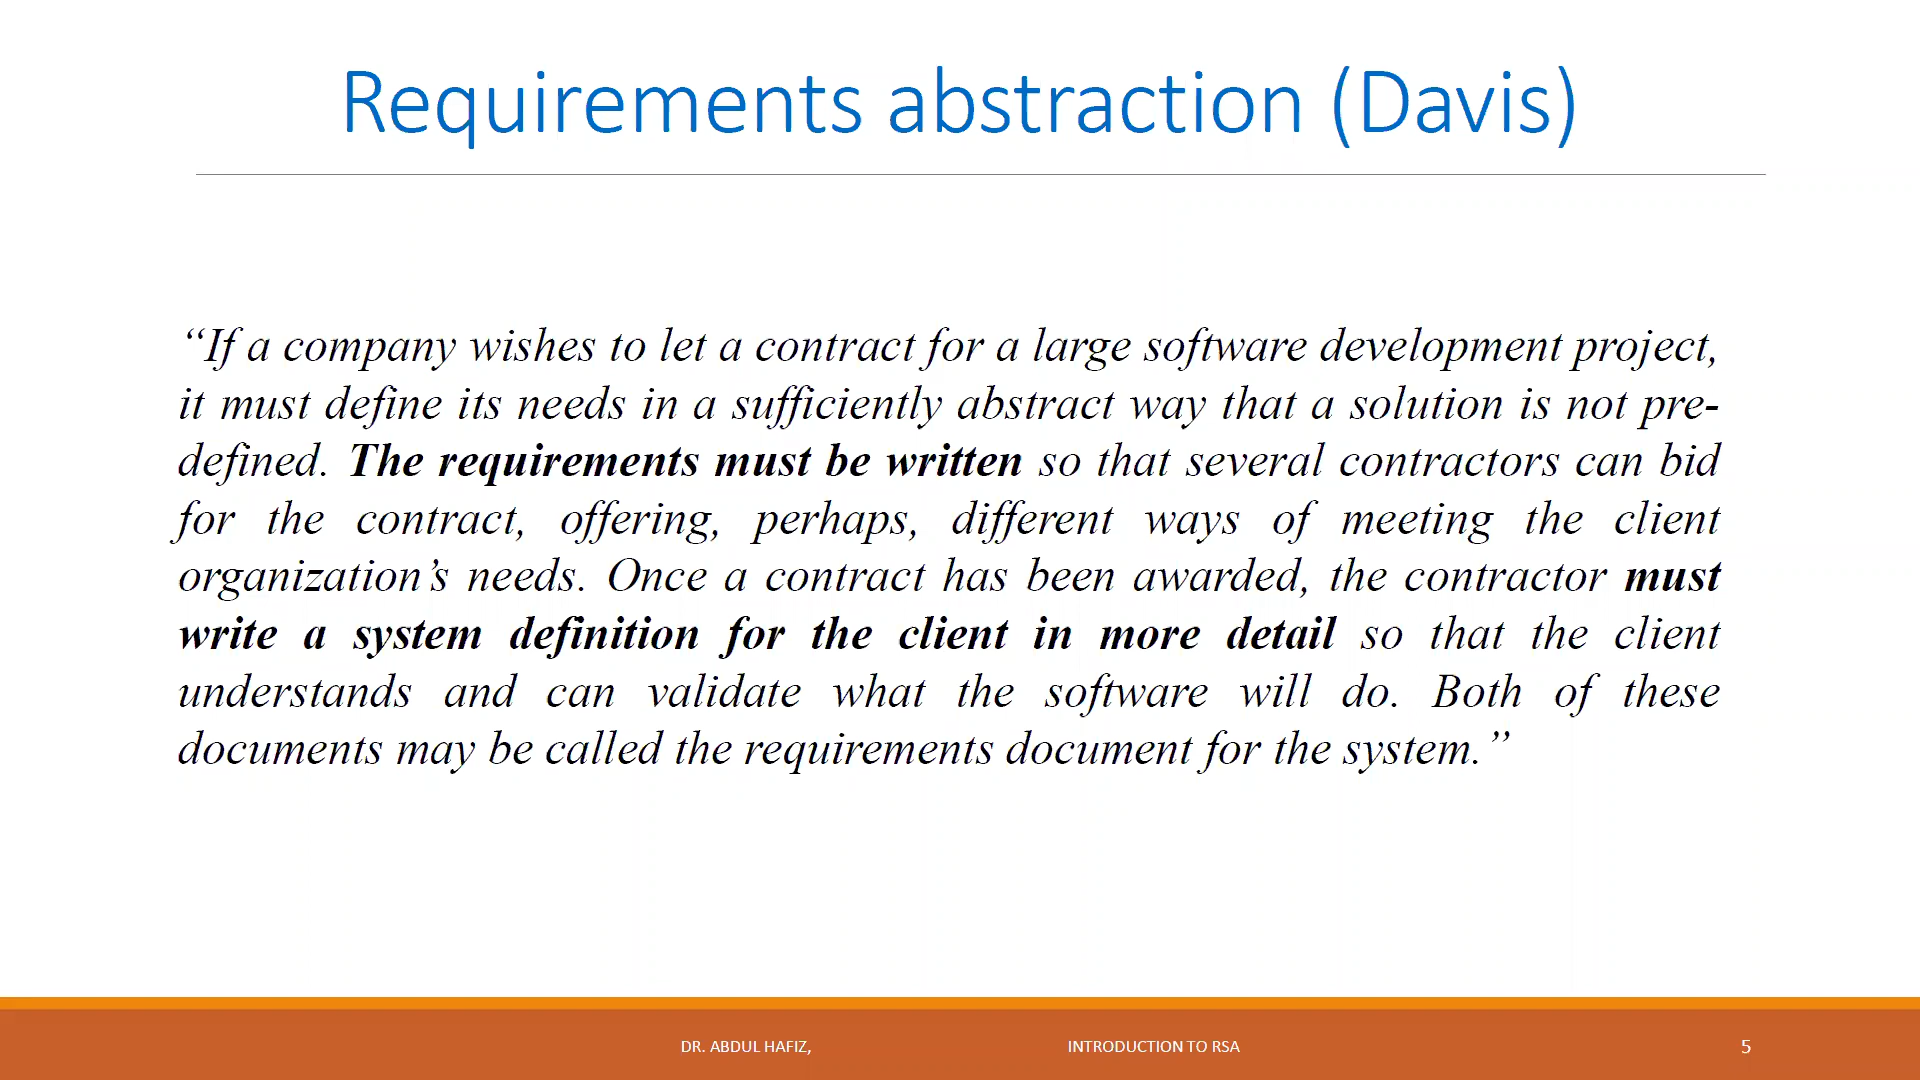 Requirements abstraction (Davis)
“If a company wishes to let a contract for a large software development project,
it must define its needs in a sufficiently abstract way that a solution is not pre-
defined. The requirements must be written so that several contractors can bid
for the contract, offering, perhaps, different ways of meeting the client
organization’s needs. Once a contract has been awarded, the contractor must
write a system definition for the client in more detail so that the client
understands and can validate what the software will do. Both of these
documents may be called the requirements document for the system.”
DR. ABDUL HAFIZ, INTRODUCTION TO RSA 5